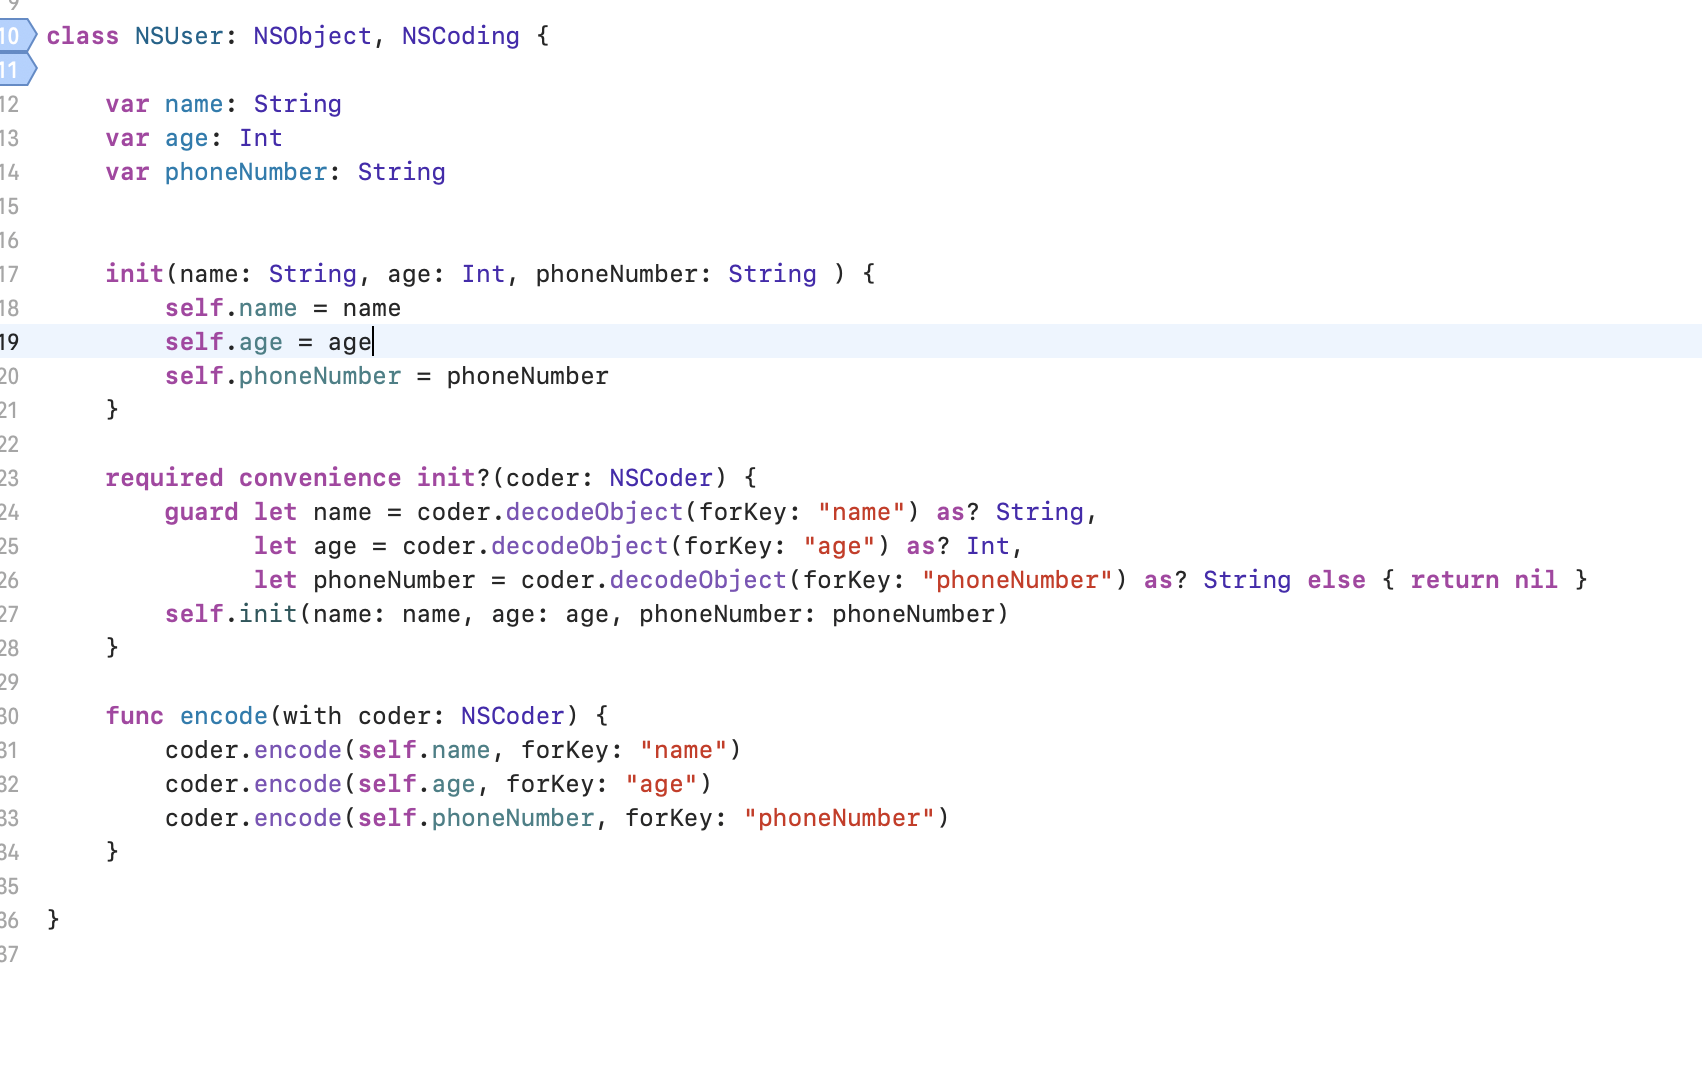 9
10 class NSUser: NSObject, NSCoding {
11
12     var name: String
13     var age: Int
14     var phoneNumber: String
15
16
17     init(name: String, age: Int, phoneNumber: String ) {
18         self.name = name
19         self.age = age
20         self.phoneNumber = phoneNumber
21     }
22
23     required convenience init?(coder: NSCoder) {
24         guard let name = coder.decodeObject(forKey: "name") as? String,
25               let age = coder.decodeObject(forKey: "age") as? Int,
26               let phoneNumber = coder.decodeObject(forKey: "phoneNumber") as? String else { return nil }
27         self.init(name: name, age: age, phoneNumber: phoneNumber)
28     }
29
30     func encode(with coder: NSCoder) {
31         coder.encode(self.name, forKey: "name")
32         coder.encode(self.age, forKey: "age")
33         coder.encode(self.phoneNumber, forKey: "phoneNumber")
34     }
35
36 }
37